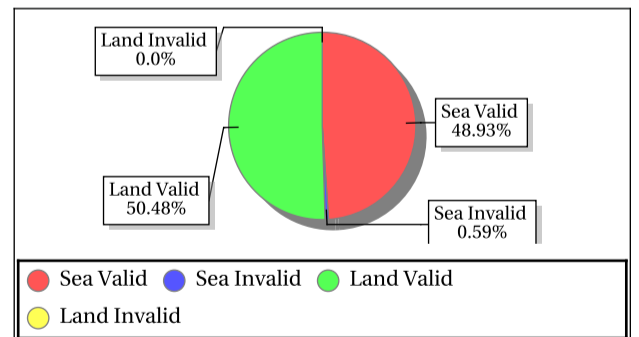 Land Invalid
0.0%
Sea Valid
48.93%
Land Valid
50.48%
Sea Invalid
0.59%
Sea Valid
Sea Invalid
Land Valid
Land Invalid